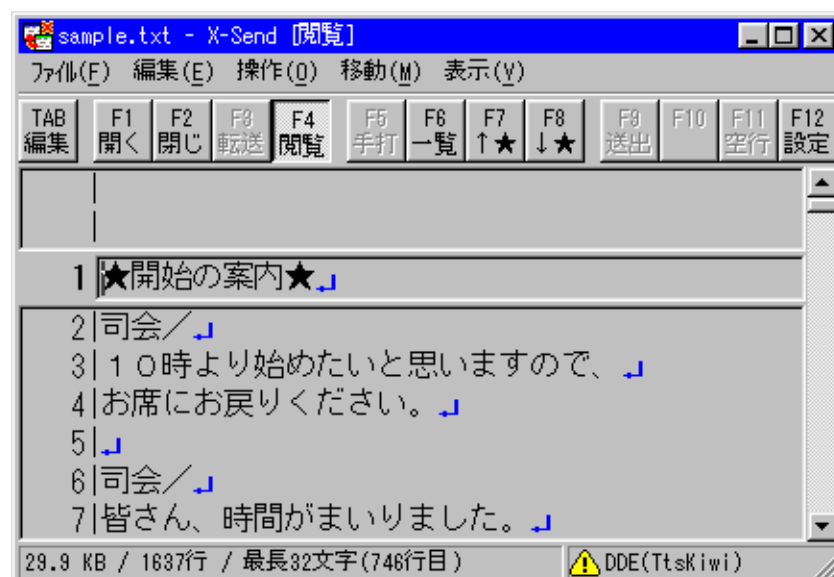 sample.txt - X-Send [閲覧]
ﾌｧｲﾙ(F) 編集(E) 操作(O) 移動(M) 表示(V)
TAB F1 F2 F3 F4 F5 F6 F7 F8 F9 F10 F11 F12
編集 開く 閉じ 転送 閲覧 手打 一覧 ↑★ ↓★ 送出 空行 設定
1 ★開始の案内★
2|司会／
3|１０時より始めたいと思いますので、
4|お席にお戻りください。
5|
6|司会／
7|皆さん、時間がまいりました。
29.9 KB / 1637行 / 最長32文字(746行目) DDE(TtsKiwi)